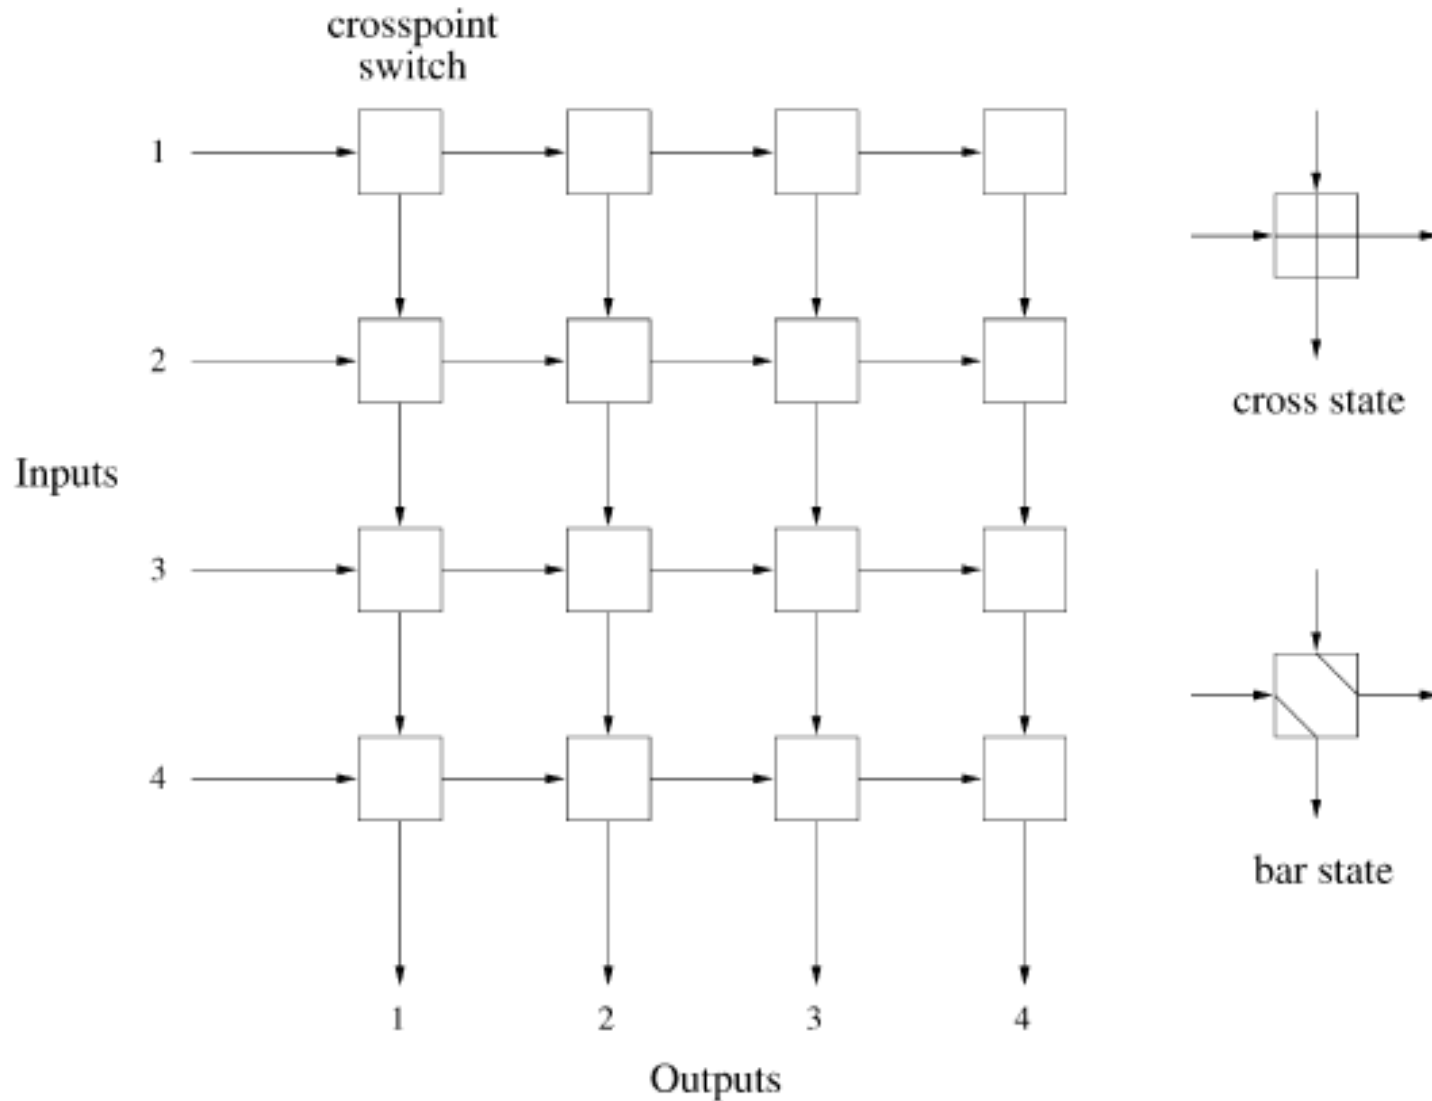 crosspoint
switch
1
2
Inputs
3
4
1 2 3 4
Outputs
cross state
bar state